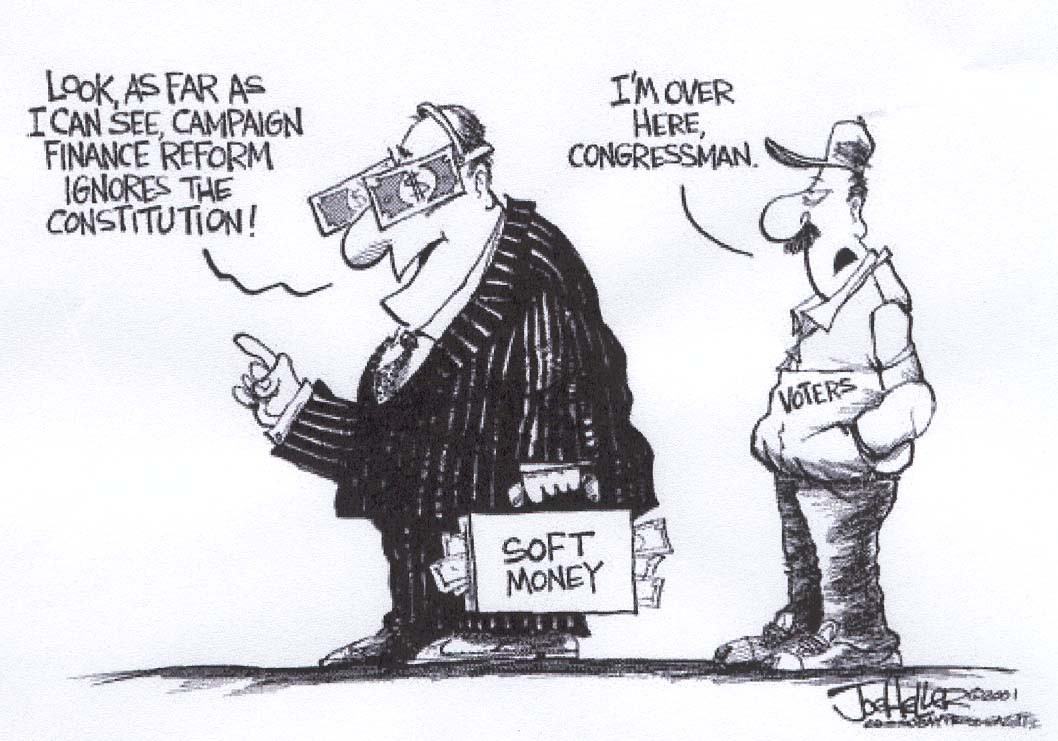 LOOK, AS FAR AS
I CAN SEE, CAMPAIGN
FINANCE REFORM
IGNORES THE
CONSTITUTION!
I'M OVER
HERE,
CONGRESSMAN.
$
$
VOTERS
SOFT
MONEY
JOE HELLER ©2001